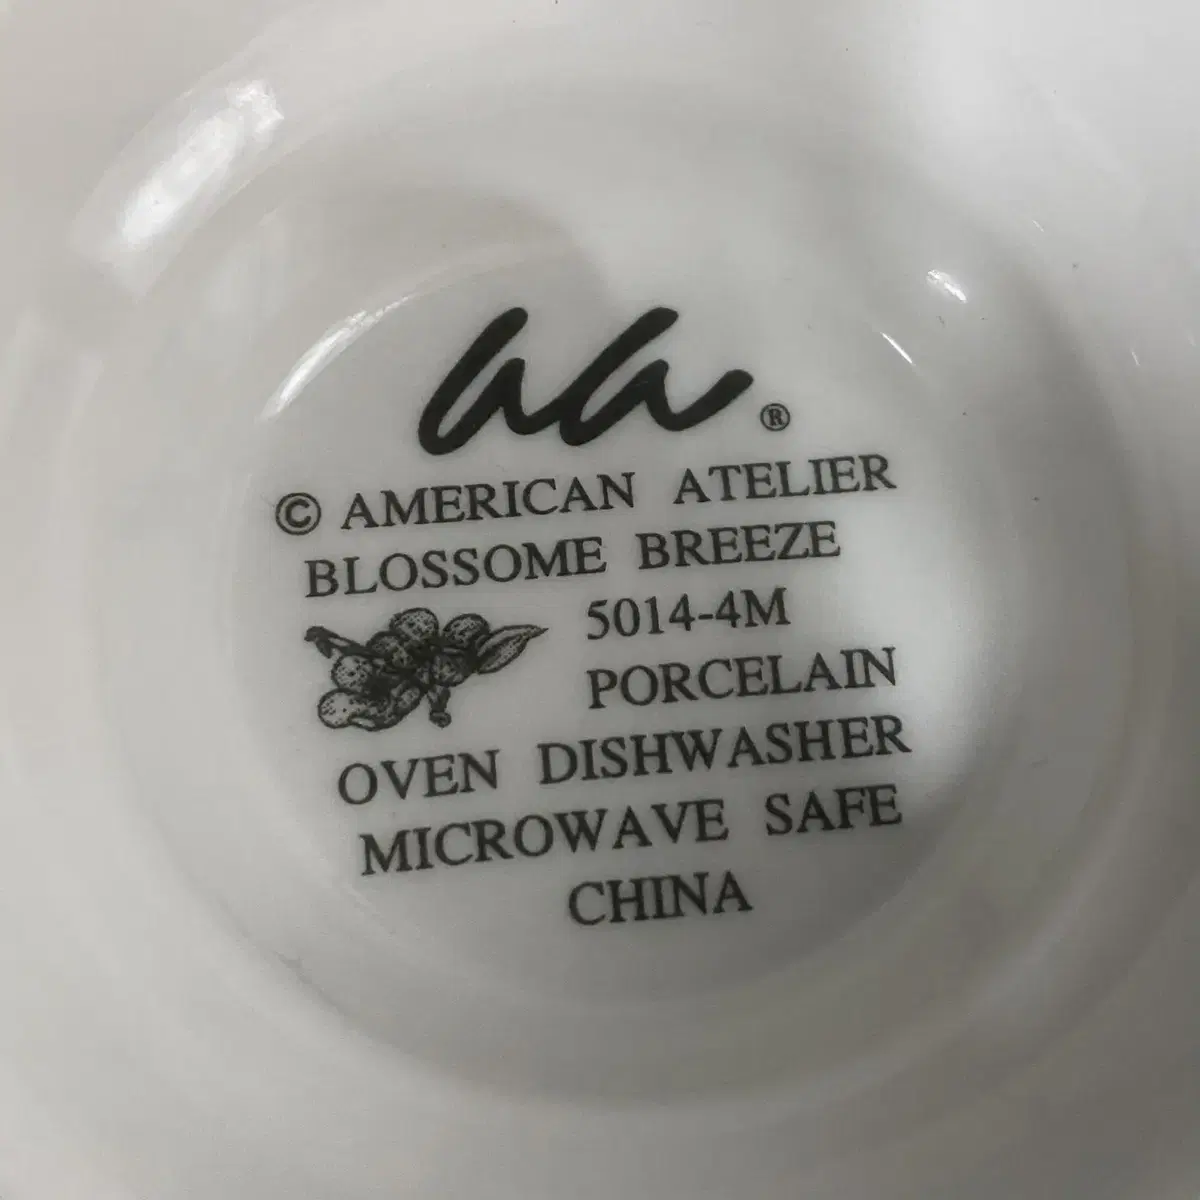 aa ®
© AMERICAN ATELIER
BLOSSOME BREEZE
5014-4M
PORCELAIN
OVEN DISHWASHER
MICROWAVE SAFE
CHINA